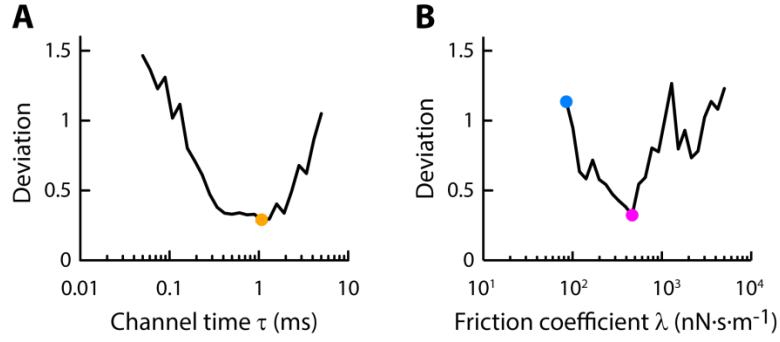 A
1.5
1
0.5
0
Deviation
0.01 0.1 1 10
Channel time τ (ms)
B
1.5
1
0.5
0
Deviation
10¹ 10² 10³ 10⁴
Friction coefficient λ (nN·s·m⁻¹)